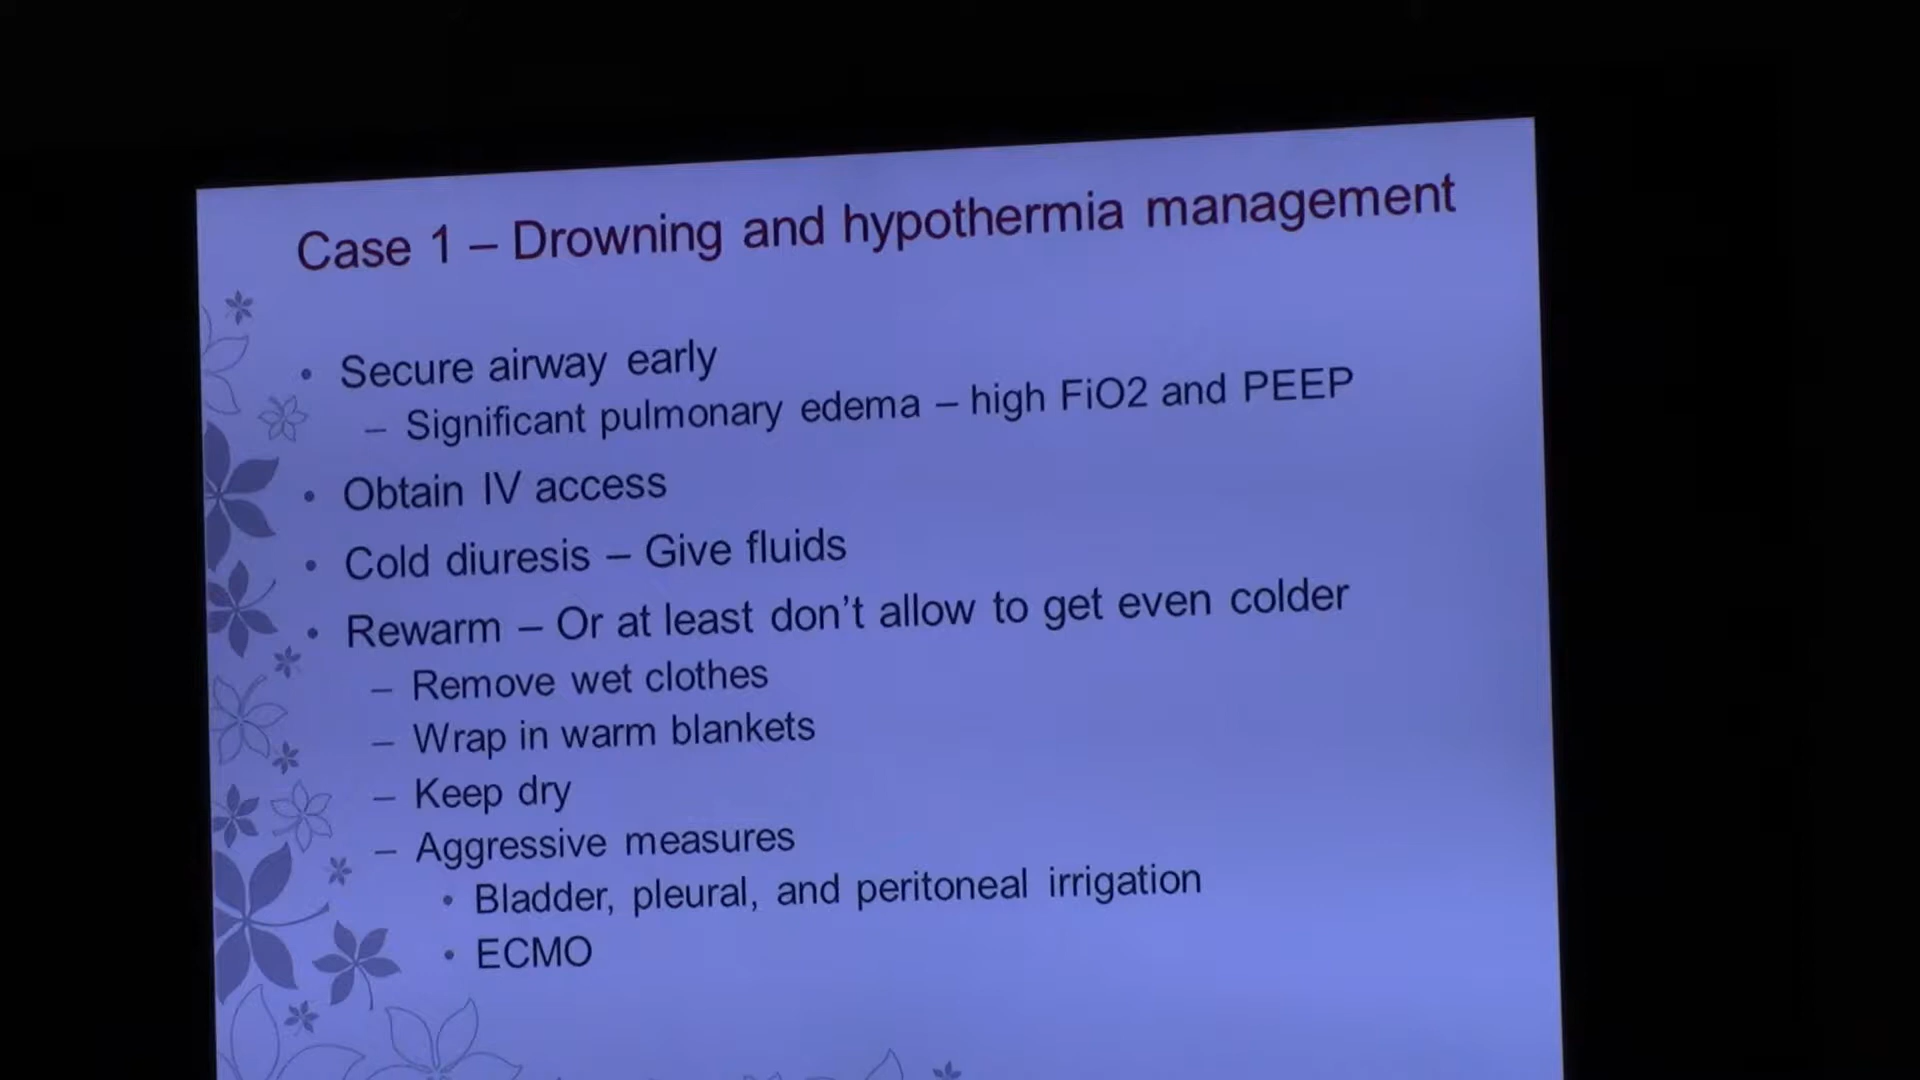 Case 1 – Drowning and hypothermia management
• Secure airway early
– Significant pulmonary edema – high FiO2 and PEEP
• Obtain IV access
• Cold diuresis – Give fluids
• Rewarm – Or at least don’t allow to get even colder
– Remove wet clothes
– Wrap in warm blankets
– Keep dry
– Aggressive measures
• Bladder, pleural, and peritoneal irrigation
• ECMO